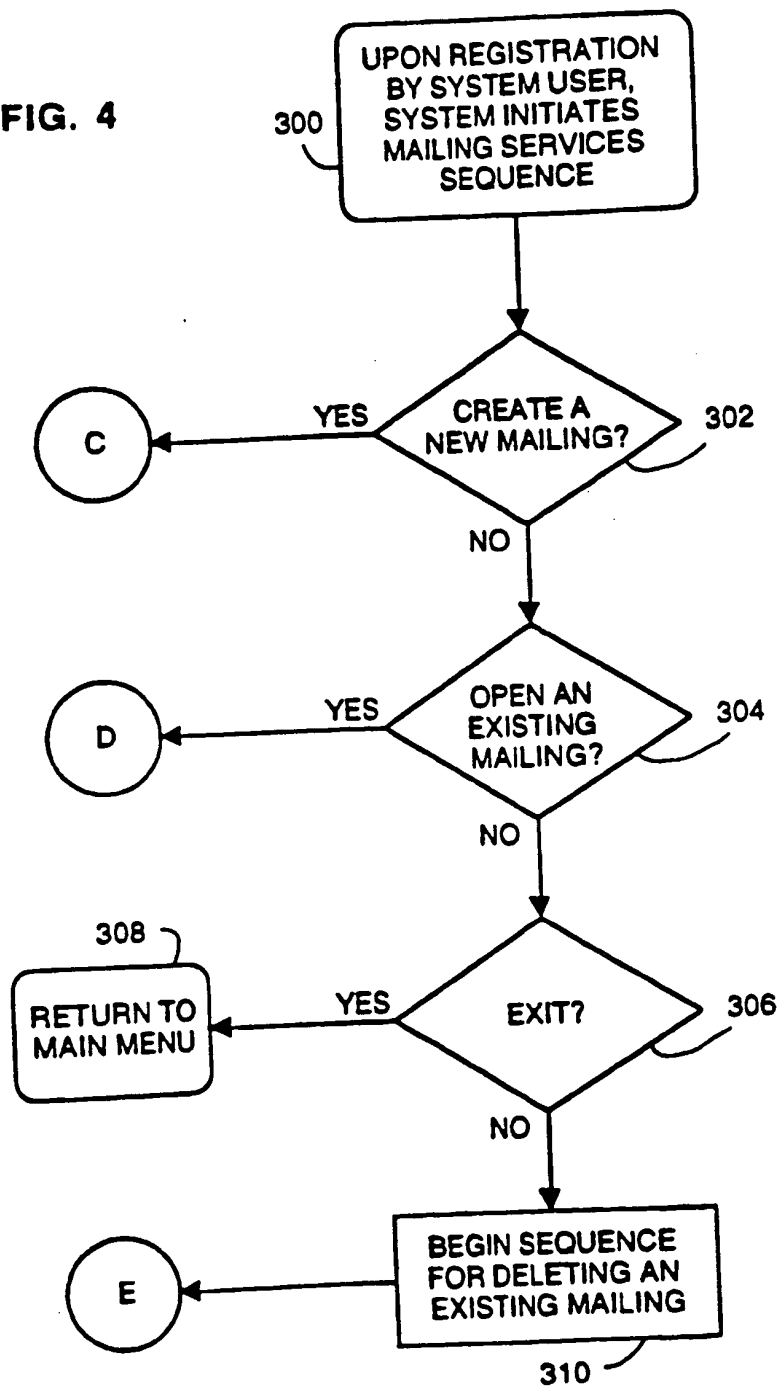 FIG. 4
300
UPON REGISTRATION
BY SYSTEM USER,
SYSTEM INITIATES
MAILING SERVICES
SEQUENCE
CREATE A
NEW MAILING?
302
YES
C
NO
OPEN AN
EXISTING
MAILING?
304
YES
D
NO
EXIT?
306
YES
308
RETURN TO
MAIN MENU
NO
BEGIN SEQUENCE
FOR DELETING AN
EXISTING MAILING
310
E